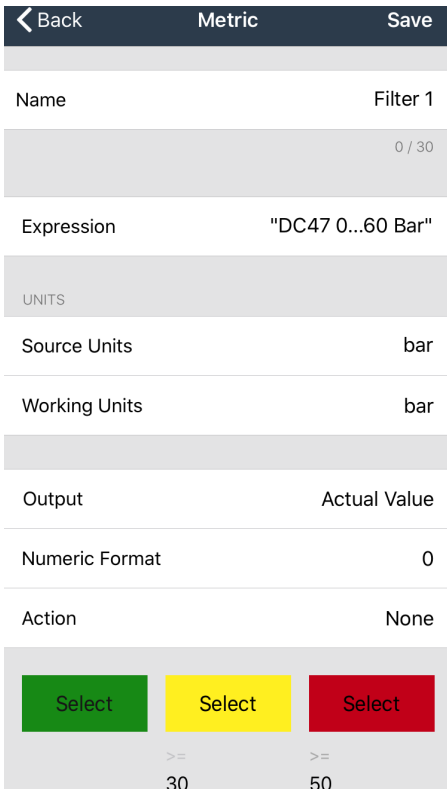 Back Metric Save
Name Filter 1
0 / 30
Expression "DC47 0...60 Bar"
UNITS
Source Units bar
Working Units bar
Output Actual Value
Numeric Format 0
Action None
Select Select Select
>= >=
30 50